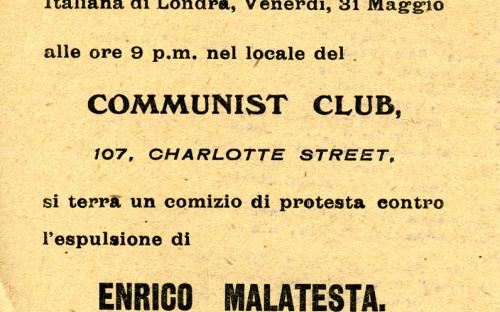 Italiana di Londra, Venerdì, 31 Maggio
alle ore 9 p.m. nel locale del
COMMUNIST CLUB,
107, CHARLOTTE STREET,
si terrà un comizio di protesta contro
l'espulsione di
ENRICO MALATESTA.